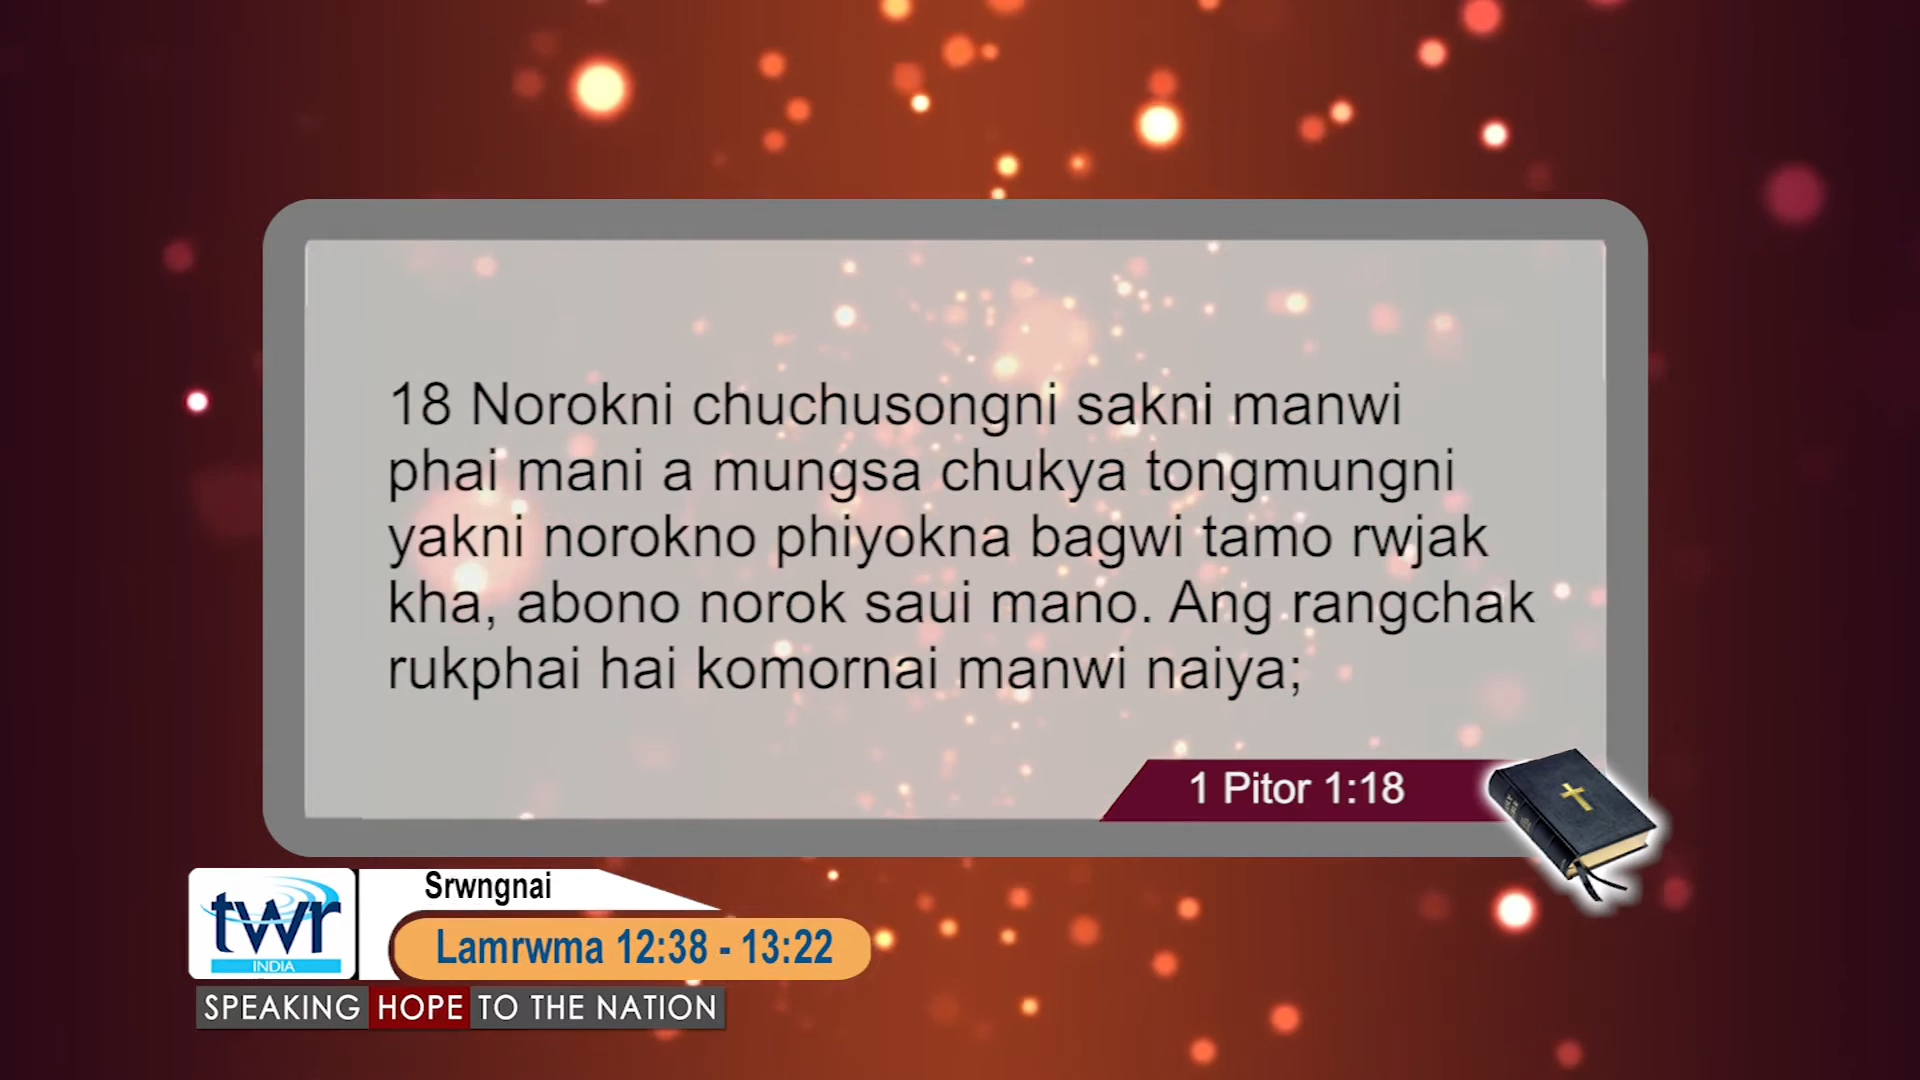 18 Norokni chuchusongni sakni manwi
phai mani a mungsa chukya tongmungni
yakni norokno phiyokna bagwi tamo rwjak
kha, abono norok saui mano. Ang rangchak
rukphai hai komornai manwi naiya;
1 Pitor 1:18
twr
INDIA
Srwngnai
Lamrwma 12:38 - 13:22
SPEAKING HOPE TO THE NATION